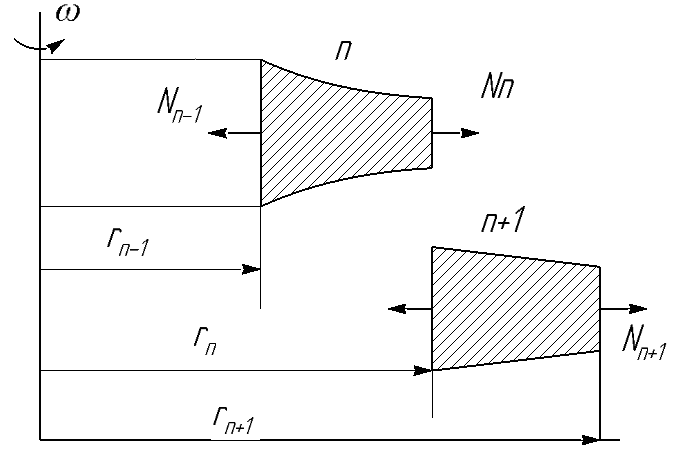 ω
n
N_{n-1}
Nn
n+1
r_{n-1}
r_n
N_{n+1}
r_{n+1}